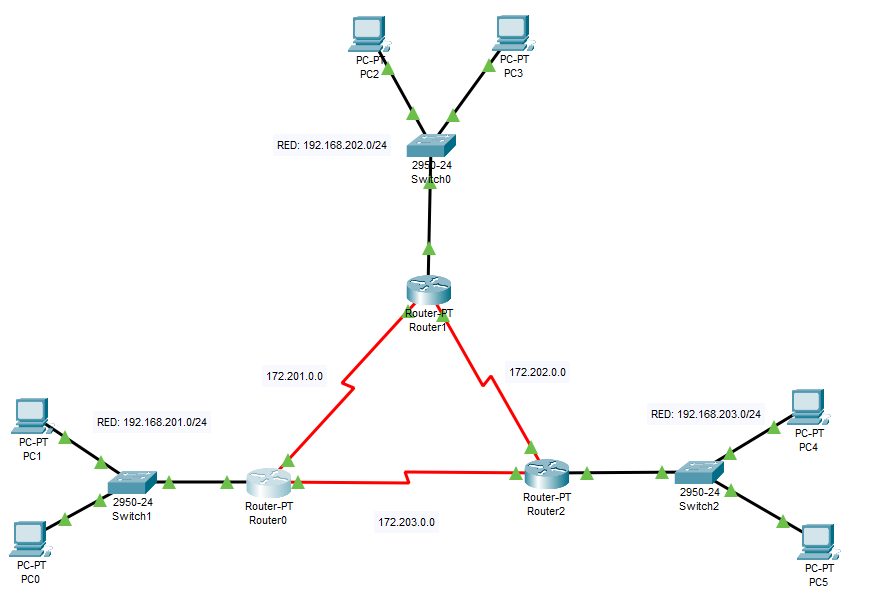 PC-PT
PC2
PC-PT
PC3
RED: 192.168.202.0/24
2950-24
Switch0
Router-PT
Router1
172.201.0.0
172.202.0.0
RED: 192.168.201.0/24
RED: 192.168.203.0/24
PC-PT
PC1
PC-PT
PC4
2950-24
Switch1
Router-PT
Router0
Router-PT
Router2
2950-24
Switch2
172.203.0.0
PC-PT
PC0
PC-PT
PC5